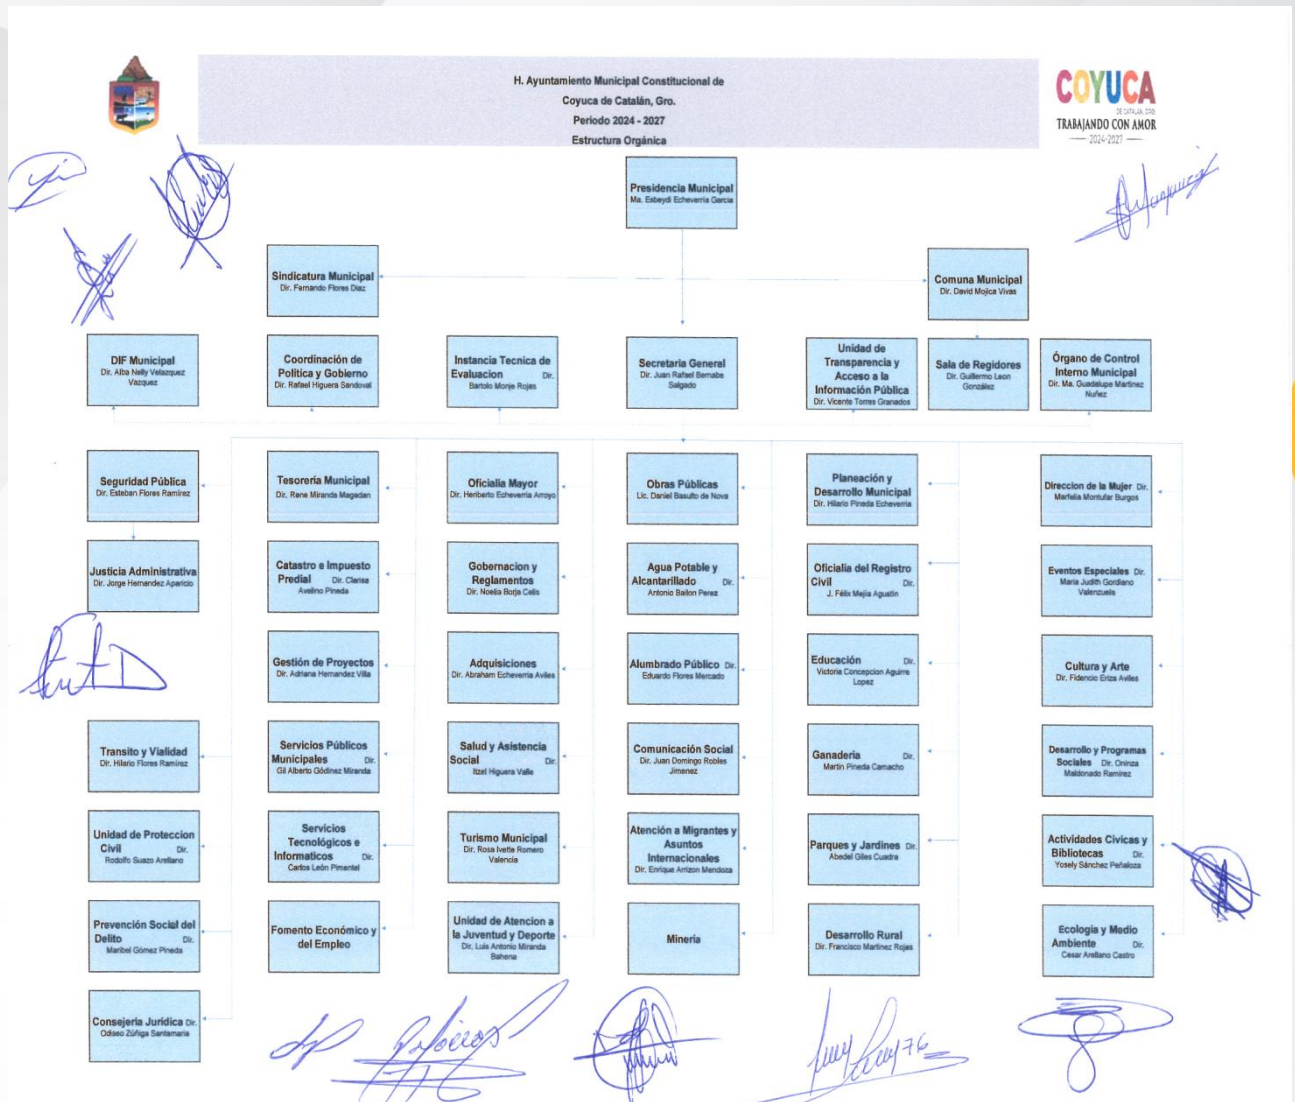 H. Ayuntamiento Municipal Constitucional de
Coyuca de Catalán, Gro.
Periodo 2024 - 2027
Estructura Orgánica
COYUCA
DE CATALÁN, GRO.
TRABAJANDO CON AMOR
2024-2027
Presidencia Municipal
Ma. Esbeydi Echeverria Garcia
Sindicatura Municipal
Dir. Fernando Flores Diaz
Comuna Municipal
Dir. David Mojica Vivas
DIF Municipal
Dir. Alba Nelly Velazquez
Vazquez
Coordinación de
Politica y Gobierno
Dir. Rafael Higuera Sandoval
Instancia Tecnica de
Evaluacion Dir.
Bartolo Monje Rojas
Secretaria General
Dir. Juan Rafael Bernabe
Salgado
Unidad de
Transparencia y
Acceso a la
Información Pública
Dir. Vicente Torres Granados
Sala de Regidores
Dir. Guillermo Leon
González
Órgano de Control
Interno Municipal
Dir. Ma. Guadalupe Martinez
Nuñez
Seguridad Pública
Dir. Esteban Flores Ramirez
Tesorería Municipal
Dir. Rene Miranda Magadan
Oficialia Mayor
Dir. Heriberto Echeverria Arroyo
Obras Públicas
Lic. Daniel Basulto de Nova
Planeación y
Desarrollo Municipal
Dir. Hilario Pineda Echeverria
Direccion de la Mujer Dir.
Marfelia Montufar Burgos
Justicia Administrativa
Dir. Jorge Hernandez Aparicio
Catastro e Impuesto
Predial Dir. Clarisa
Avelino Pineda
Gobernacion y
Reglamentos
Dir. Noelia Borja Celis
Agua Potable y
Alcantarillado Dir.
Antonio Bailon Perez
Oficialia del Registro
Civil Dir.
J. Félix Mejia Agustin
Eventos Especiales Dir.
Maria Judith Gordiano
Valenzuela
Gestión de Proyectos
Dir. Adriana Hernandez Villa
Adquisiciones
Dir. Abraham Echeverria Aviles
Alumbrado Público Dir.
Eduardo Flores Mercado
Educación Dir.
Victoria Concepcion Aguirre
Lopez
Cultura y Arte
Dir. Fidencio Eriza Aviles
Transito y Vialidad
Dir. Hilario Flores Ramirez
Servicios Públicos
Municipales Dir.
Gil Alberto Gódinez Miranda
Salud y Asistencia
Social Dir.
Itzel Higuera Valle
Comunicación Social
Dir. Juan Domingo Robles
Jimenez
Ganaderia Dir.
Martin Pineda Camacho
Desarrollo y Programas
Sociales Dir. Oninza
Maldonado Ramirez
Unidad de Proteccion
Civil Dir.
Rodolfo Suazo Arellano
Servicios
Tecnológicos e
Informaticos Dir.
Carlos León Pimentel
Turismo Municipal
Dir. Rosa Ivette Romero
Valencia
Atención a Migrantes y
Asuntos
Internacionales
Dir. Enrique Arrizon Mendoza
Parques y Jardines Dir.
Abedel Giles Cuadra
Actividades Civicas y
Bibliotecas Dir.
Yosely Sánchez Peñaloza
Prevención Social del
Delito Dir.
Maribel Gómez Pineda
Fomento Económico y
del Empleo
Unidad de Atencion a
la Juventud y Deporte
Dir. Luis Antonio Miranda
Bahena
Mineria
Desarrollo Rural
Dir. Francisco Martinez Rojas
Ecologia y Medio
Ambiente Dir.
Cesar Arellano Castro
Consejeria Jurídica Dir.
Odiseo Zúñiga Santamaria